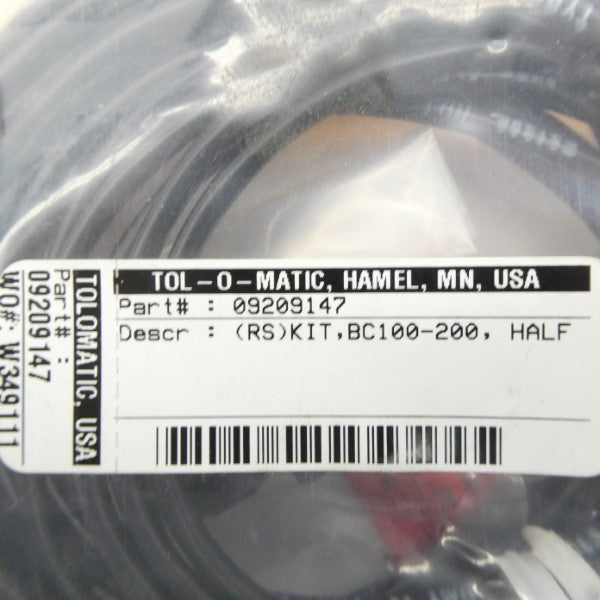 TOL-O-MATIC, HAMEL, MN, USA
Part# : 09209147
Descr : (RS)KIT,BC100-200, HALF
TOLOMATIC, USA
Part# :
09209147
WO#: W349111